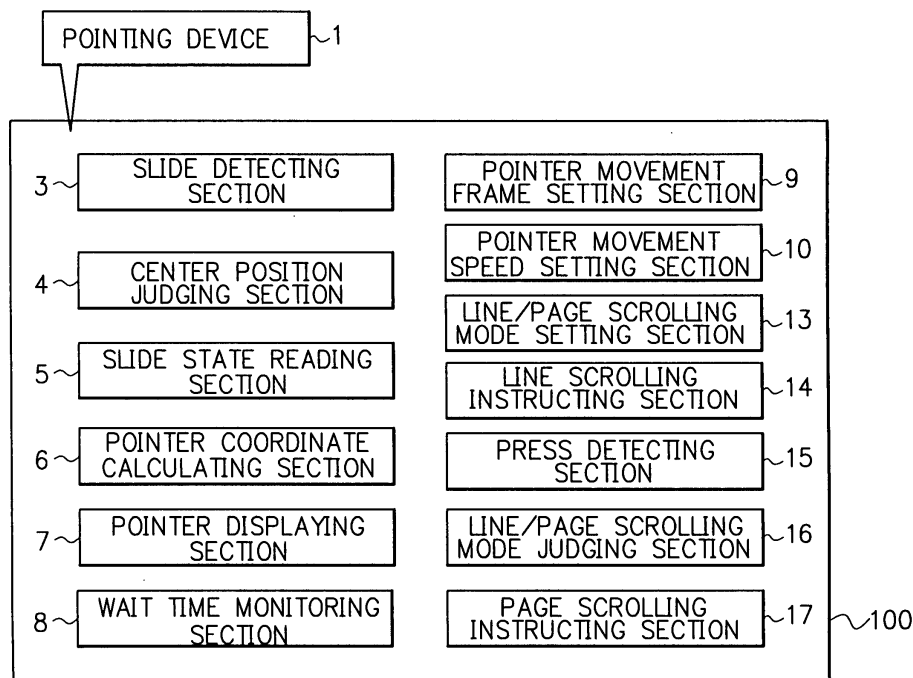 POINTING DEVICE
1
3
SLIDE DETECTING
SECTION
4
CENTER POSITION
JUDGING SECTION
5
SLIDE STATE READING
SECTION
6
POINTER COORDINATE
CALCULATING SECTION
7
POINTER DISPLAYING
SECTION
8
WAIT TIME MONITORING
SECTION
POINTER MOVEMENT
FRAME SETTING SECTION
9
POINTER MOVEMENT
SPEED SETTING SECTION
10
LINE/PAGE SCROLLING
MODE SETTING SECTION
13
LINE SCROLLING
INSTRUCTING SECTION
14
PRESS DETECTING
SECTION
15
LINE/PAGE SCROLLING
MODE JUDGING SECTION
16
PAGE SCROLLING
INSTRUCTING SECTION
17
100